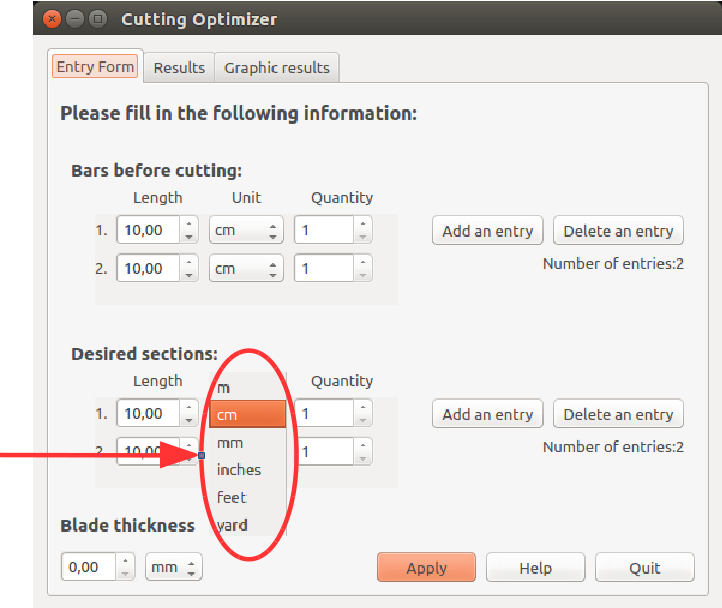 Cutting Optimizer
Entry Form Results Graphic results
Please fill in the following information:
Bars before cutting:
Length Unit Quantity
1. 10,00 cm 1 Add an entry Delete an entry
2. 10,00 cm 1 Number of entries:2
Desired sections:
Length m Quantity
1. 10,00 cm 1 Add an entry Delete an entry
2. 10,00 mm 1 Number of entries:2
inches
feet
Blade thickness yard
0,00 mm Apply Help Quit